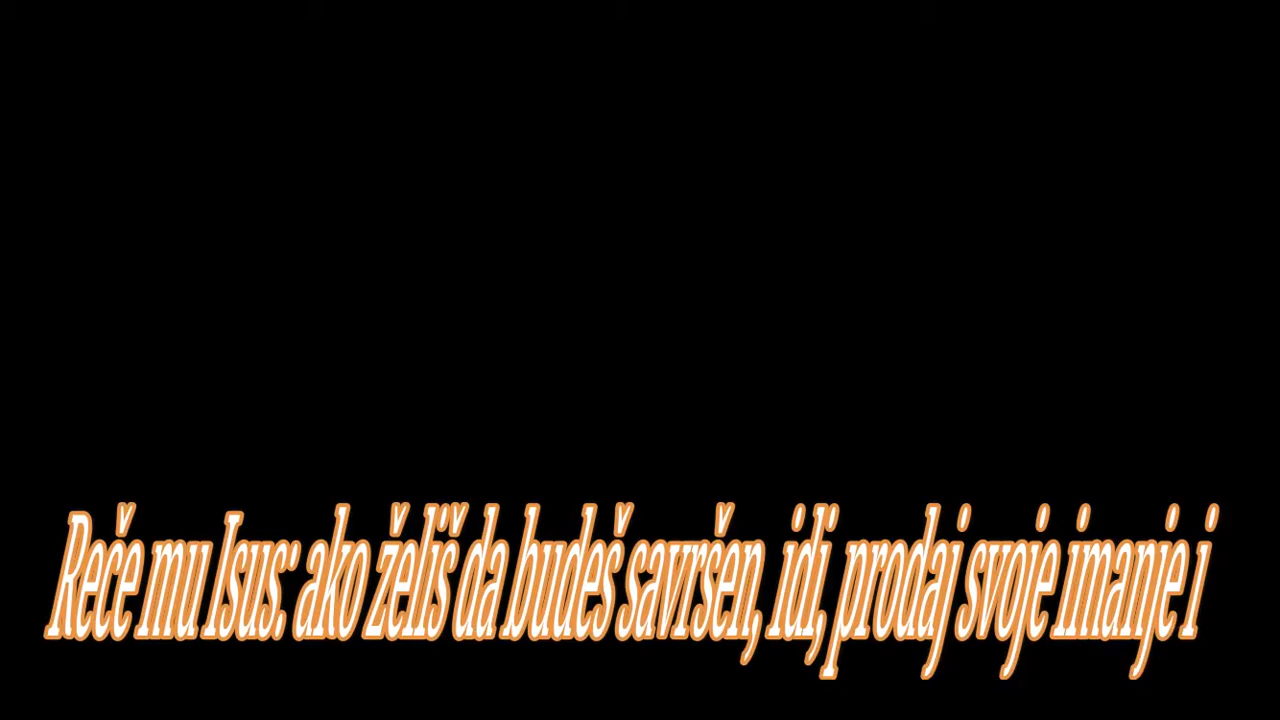 Reče mu Isus: ako želiš da budeš savršen, idi, prodaj svoje imanje i